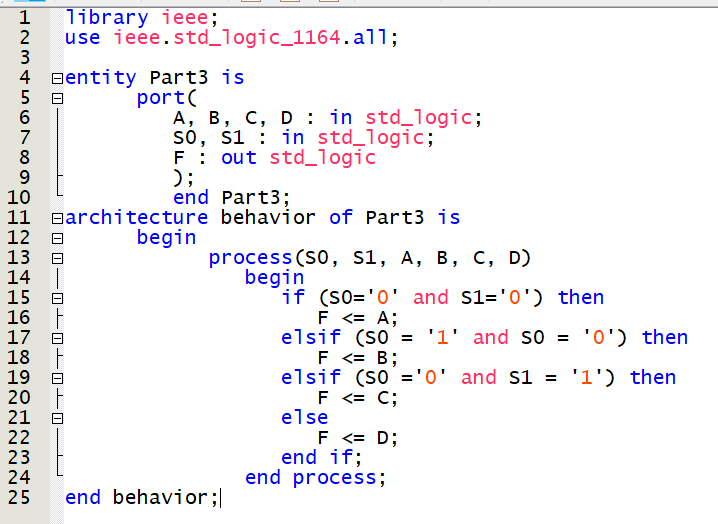 1 library ieee;
2 use ieee.std_logic_1164.all;
3
4 entity Part3 is
5 port(
6 A, B, C, D : in std_logic;
7 S0, S1 : in std_logic;
8 F : out std_logic
9 );
10 end Part3;
11 architecture behavior of Part3 is
12 begin
13 process(S0, S1, A, B, C, D)
14 begin
15 if (S0='0' and S1='0') then
16 F <= A;
17 elsif (S0 = '1' and S0 = '0') then
18 F <= B;
19 elsif (S0 ='0' and S1 = '1') then
20 F <= C;
21 else
22 F <= D;
23 end if;
24 end process;
25 end behavior;